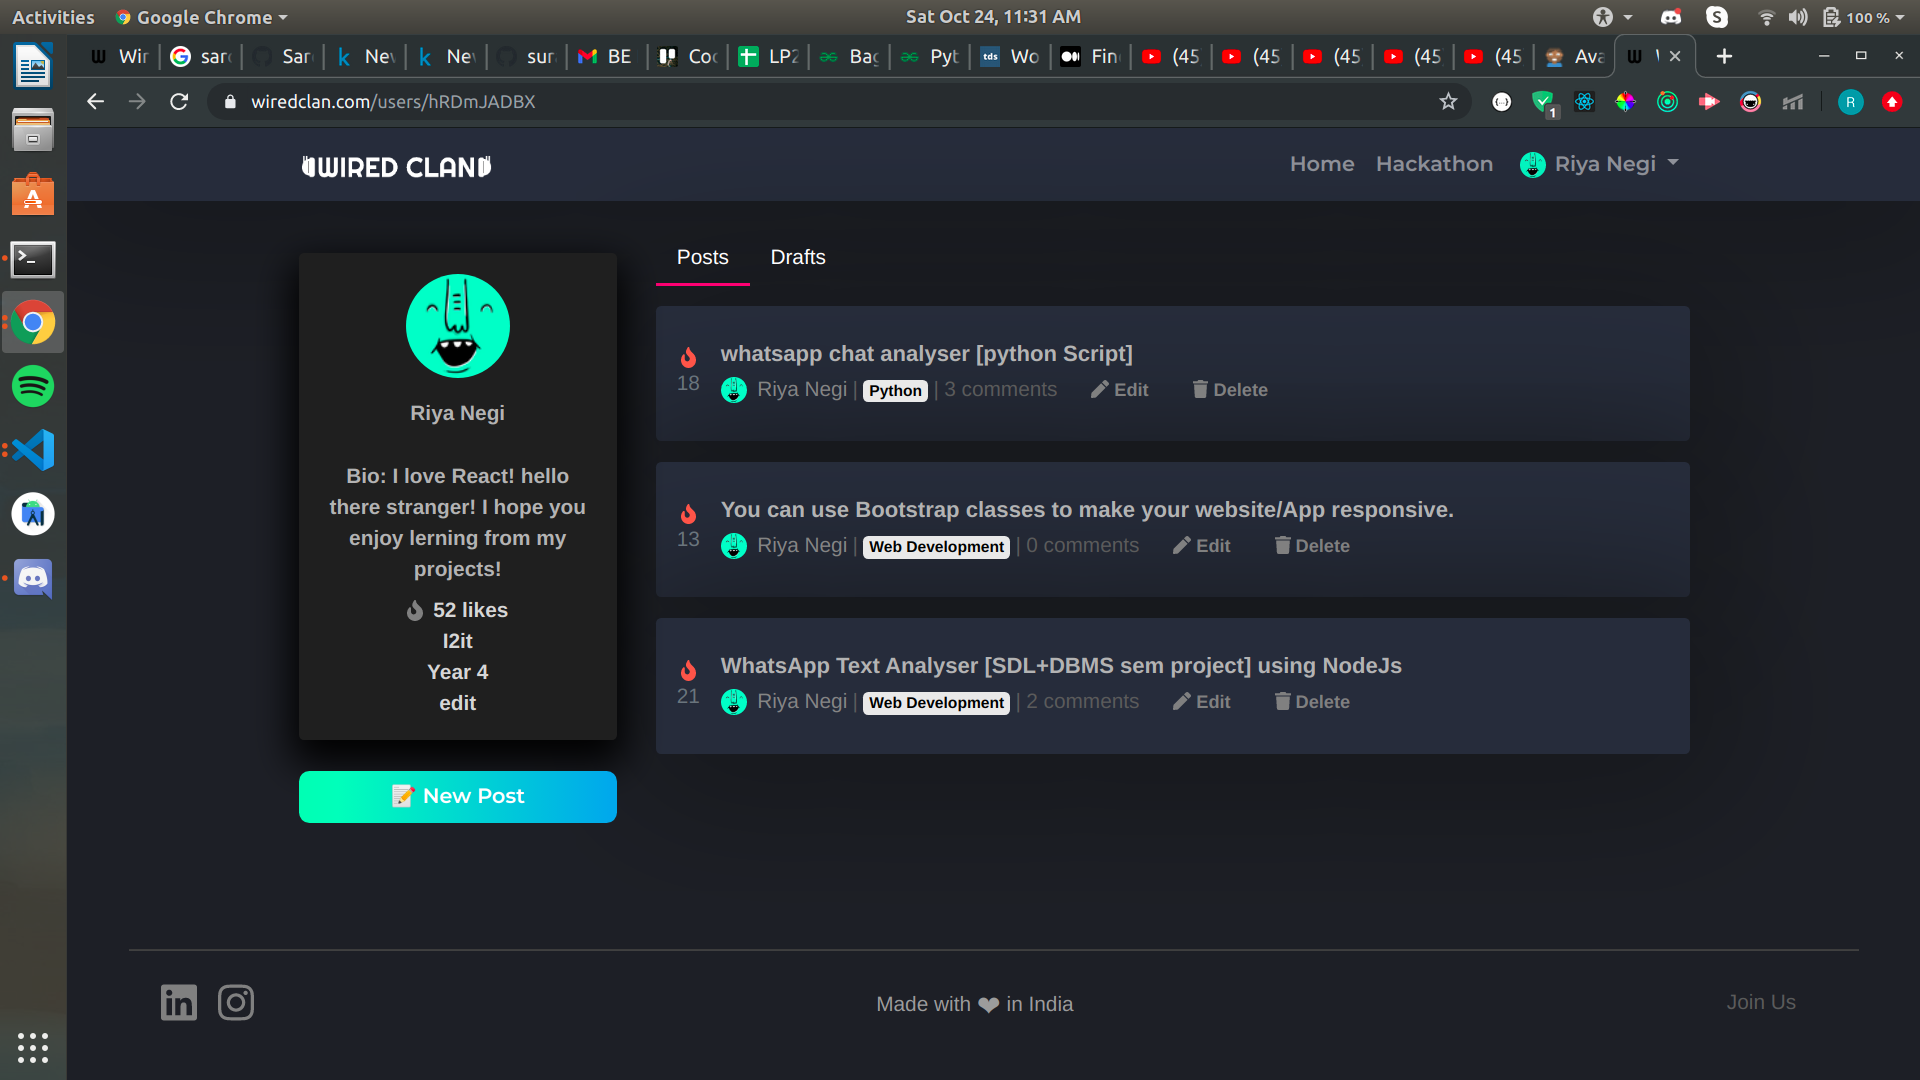 Activities Google Chrome Sat Oct 24, 11:31 AM 100 %
Wir sar Sar Nev Nev sur BE Co LP2 Bag Pyt Wo Fin (45 (45 (45 (45 (45 Ava
wiredclan.com/users/hRDmJADBX 1 R
WIRED CLAN Home Hackathon Riya Negi
Posts Drafts
Riya Negi
Bio: I love React! hello
there stranger! I hope you
enjoy lerning from my
projects!
52 likes
I2it
Year 4
edit
📝 New Post
whatsapp chat analyser [python Script]
18 Riya Negi | Python | 3 comments Edit Delete
You can use Bootstrap classes to make your website/App responsive.
13 Riya Negi | Web Development | 0 comments Edit Delete
WhatsApp Text Analyser [SDL+DBMS sem project] using NodeJs
21 Riya Negi | Web Development | 2 comments Edit Delete
Made with ❤ in India
Join Us